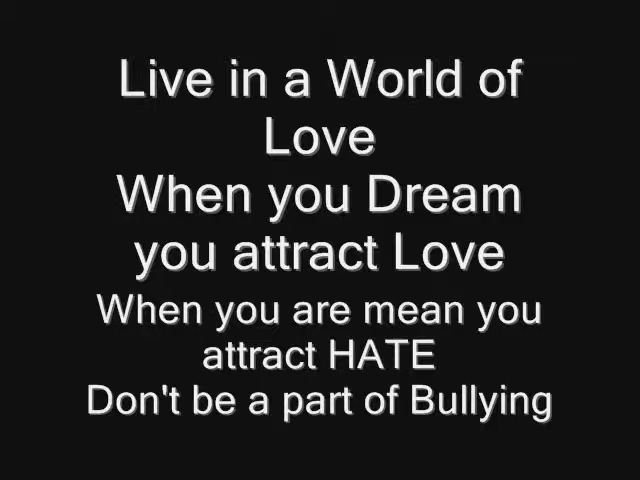 Live in a World of
Love
When you Dream
you attract Love
When you are mean you
attract HATE
Don't be a part of Bullying